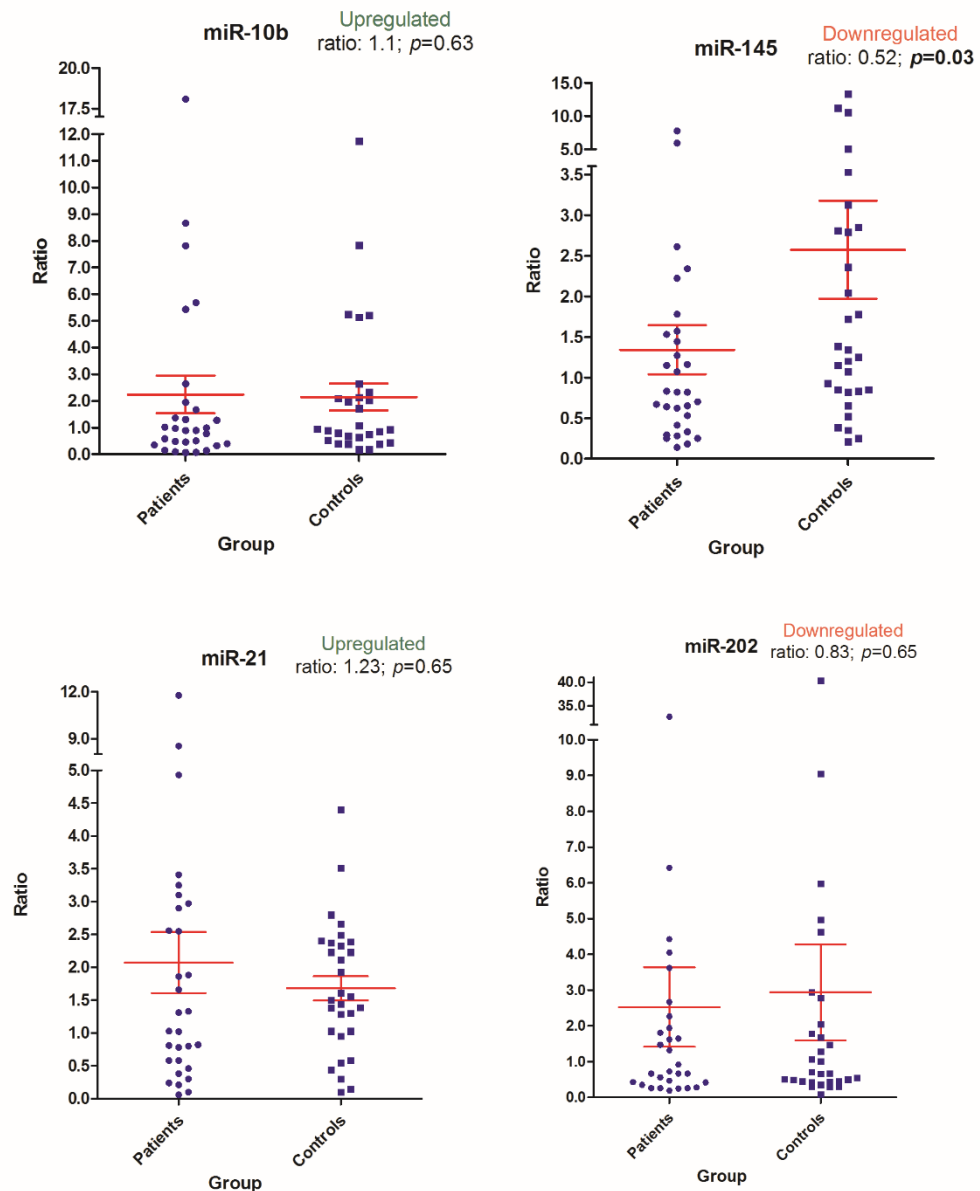 miR-10b
Upregulated
ratio: 1.1; p=0.63
20.0
17.5
12.0
11.0
10.0
9.0
8.0
7.0
6.0
5.0
4.0
3.0
2.0
1.0
0.0
Ratio
Patients
Controls
Group
miR-145
Downregulated
ratio: 0.52; p=0.03
15.0
10.0
5.0
3.5
3.0
2.5
2.0
1.5
1.0
0.5
0.0
Ratio
Patients
Controls
Group
miR-21
Upregulated
ratio: 1.23; p=0.65
12.0
9.0
5.0
4.5
4.0
3.5
3.0
2.5
2.0
1.5
1.0
0.5
0.0
Ratio
Patients
Controls
Group
miR-202
Downregulated
ratio: 0.83; p=0.65
40.0
35.0
10.0
9.0
8.0
7.0
6.0
5.0
4.0
3.0
2.0
1.0
0.0
Ratio
Patients
Controls
Group